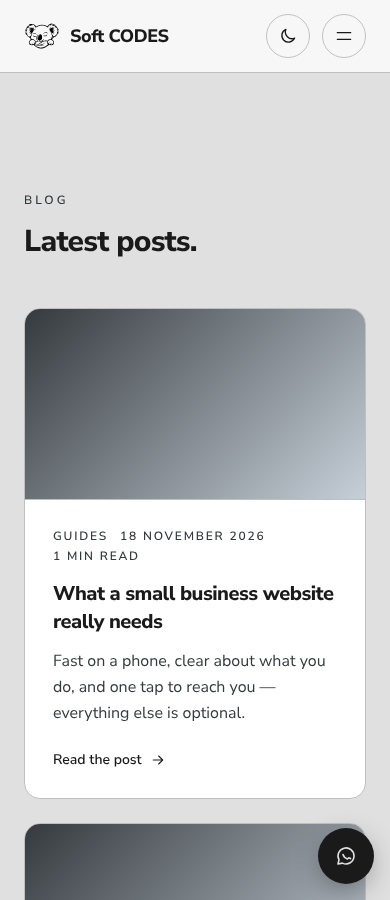 Soft CODES
BLOG
Latest posts.
GUIDES 18 NOVEMBER 2026
1 MIN READ
What a small business website
really needs
Fast on a phone, clear about what you
do, and one tap to reach you —
everything else is optional.
Read the post →